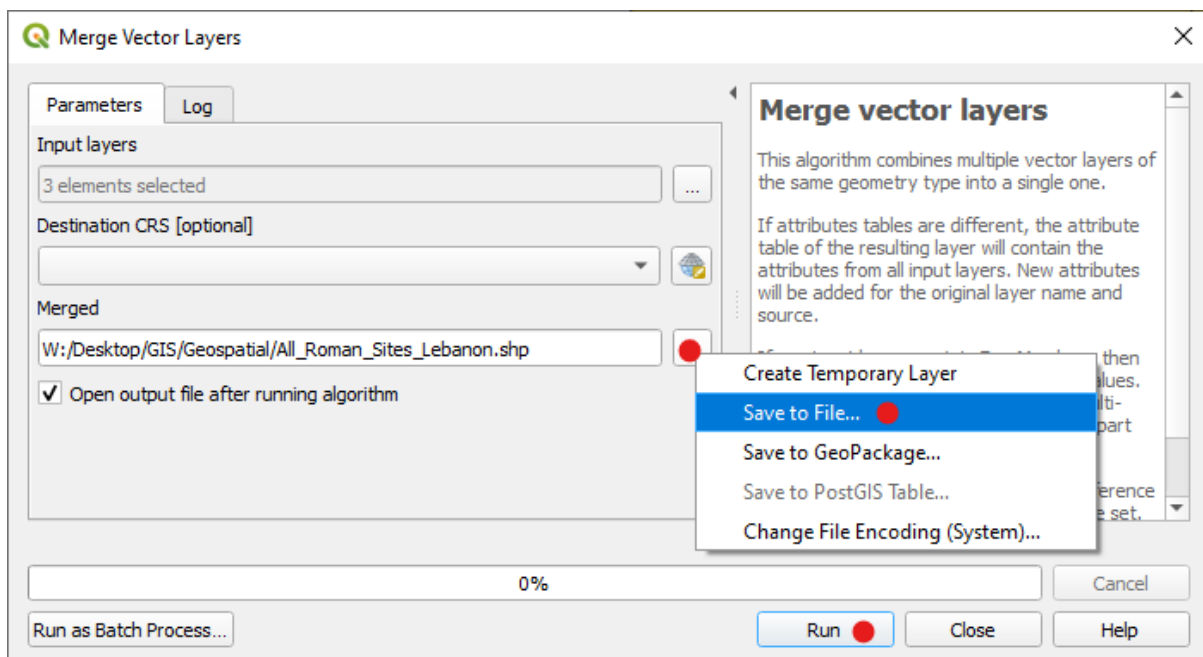 Merge Vector Layers
Parameters
Log
Input layers
3 elements selected
...
Destination CRS [optional]
Merged
W:/Desktop/GIS/Geospatial/All_Roman_Sites_Lebanon.shp
Open output file after running algorithm
Merge vector layers
This algorithm combines multiple vector layers of
the same geometry type into a single one.
If attributes tables are different, the attribute
table of the resulting layer will contain the
attributes from all input layers. New attributes
will be added for the original layer name and
source.
then
part
e set.
Create Temporary Layer
Save to File...
Save to GeoPackage...
Save to PostGIS Table...
Change File Encoding (System)...
0%
Cancel
Run as Batch Process...
Run
Close
Help